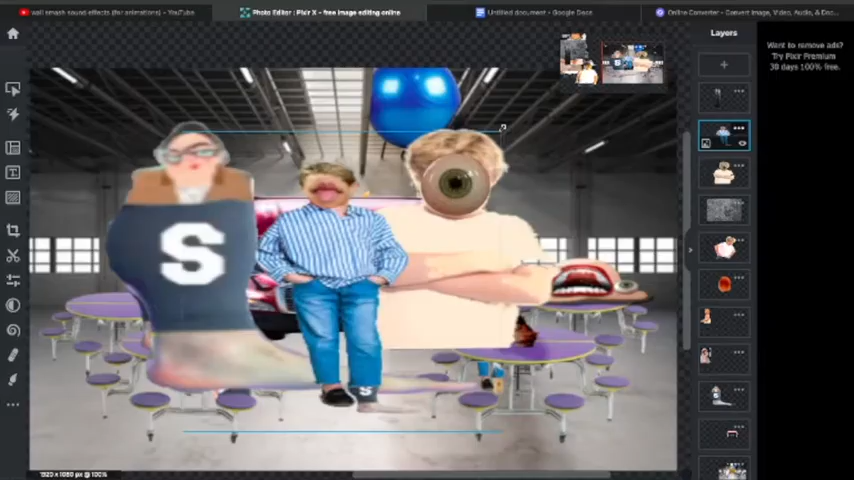 wall smash sound effects (for animations) - YouTube
Photo Editor : Pixlr X - free image editing online
Untitled document - Google Docs
Online Converter - Convert Image, Video, Audio, & Doc...
Layers
Want to remove ads?
Try Pixlr Premium
30 days 100% free.
S
S
1920 x 1080 px @ 100%